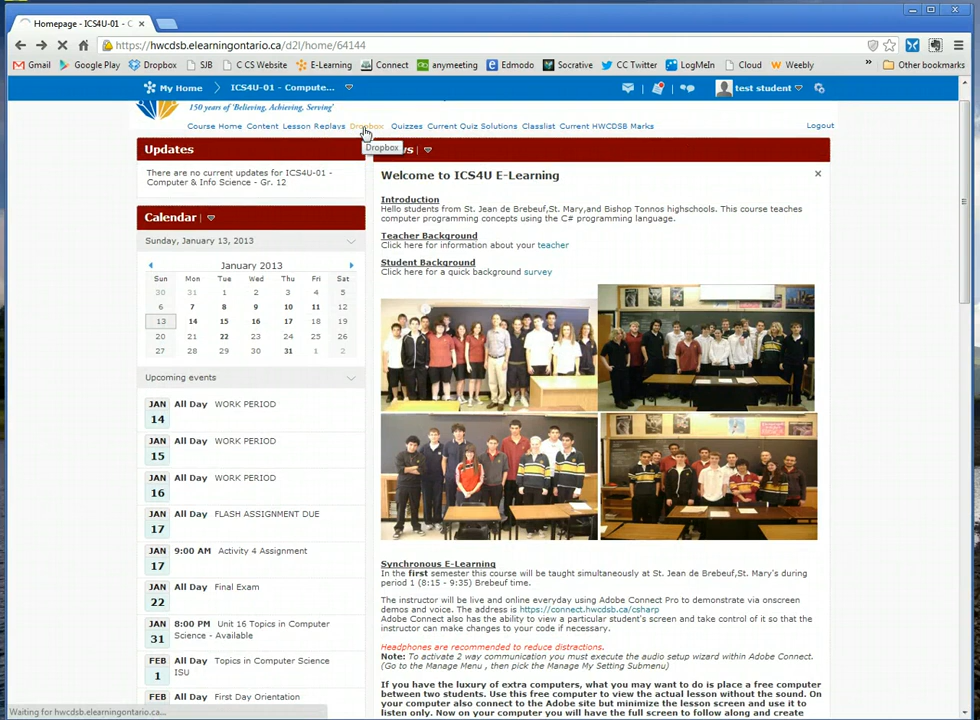 Homepage - ICS4U-01 - C
https://hwcdsb.elearningontario.ca/d2l/home/64144
Gmail Google Play Dropbox SJB C CS Website E-Learning Connect anymeeting Edmodo Socrative CC Twitter LogMeIn Cloud Weebly » Other bookmarks
My Home ICS4U-01 - Compute... test student
150 years of 'Believing, Achieving, Serving'
Course Home Content Lesson Replays Dropbox Quizzes Current Quiz Solutions Classlist Current HWCDSB Marks Logout
Dropbox
Updates
There are no current updates for ICS4U-01 -
Computer & Info Science - Gr. 12
Calendar
Sunday, January 13, 2013
January 2013
Sun Mon Tue Wed Thu Fri Sat
30 31 1 2 3 4 5
6 7 8 9 10 11 12
13 14 15 16 17 18 19
20 21 22 23 24 25 26
27 28 29 30 31 1 2
Upcoming events
JAN 14 All Day WORK PERIOD
JAN 15 All Day WORK PERIOD
JAN 16 All Day WORK PERIOD
JAN 17 All Day FLASH ASSIGNMENT DUE
JAN 17 9:00 AM Activity 4 Assignment
JAN 22 All Day Final Exam
JAN 31 8:00 PM Unit 16 Topics in Computer
Science - Available
FEB 1 All Day Topics in Computer Science
ISU
FEB All Day First Day Orientation
Welcome to ICS4U E-Learning
Introduction
Hello students from St. Jean de Brebeuf,St. Mary,and Bishop Tonnos highschools. This course teaches
computer programming concepts using the C# programming language.
Teacher Background
Click here for information about your teacher
Student Background
Click here for a quick background survey
Synchronous E-Learning
In the first semester this course will be taught simultaneously at St. Jean de Brebeuf,St. Mary's during
period 1 (8:15 - 9:35) Brebeuf time.
The instructor will be live and online everyday using Adobe Connect Pro to demonstrate via onscreen
demos and voice. The address is https://connect.hwcdsb.ca/csharp
Adobe Connect also has the ability to view a particular student's screen and take control of it so that the
instructor can make changes to your code if necessary.
Headphones are recommended to reduce distractions.
Note: To activate 2 way communication you must execute the audio setup wizard within Adobe Connect.
(Go to the Manage Menu , then pick the Manage My Setting Submenu)
If you have the luxury of extra computers, what you may want to do is place a free computer
between two students. Use this free computer to view the actual lesson without the sound. On
your computer also connect to the Adobe site but minimize the lesson screen and use it to
listen only. Now on your computer you will have the full screen to follow along and create
Waiting for hwcdsb.elearningontario.ca...